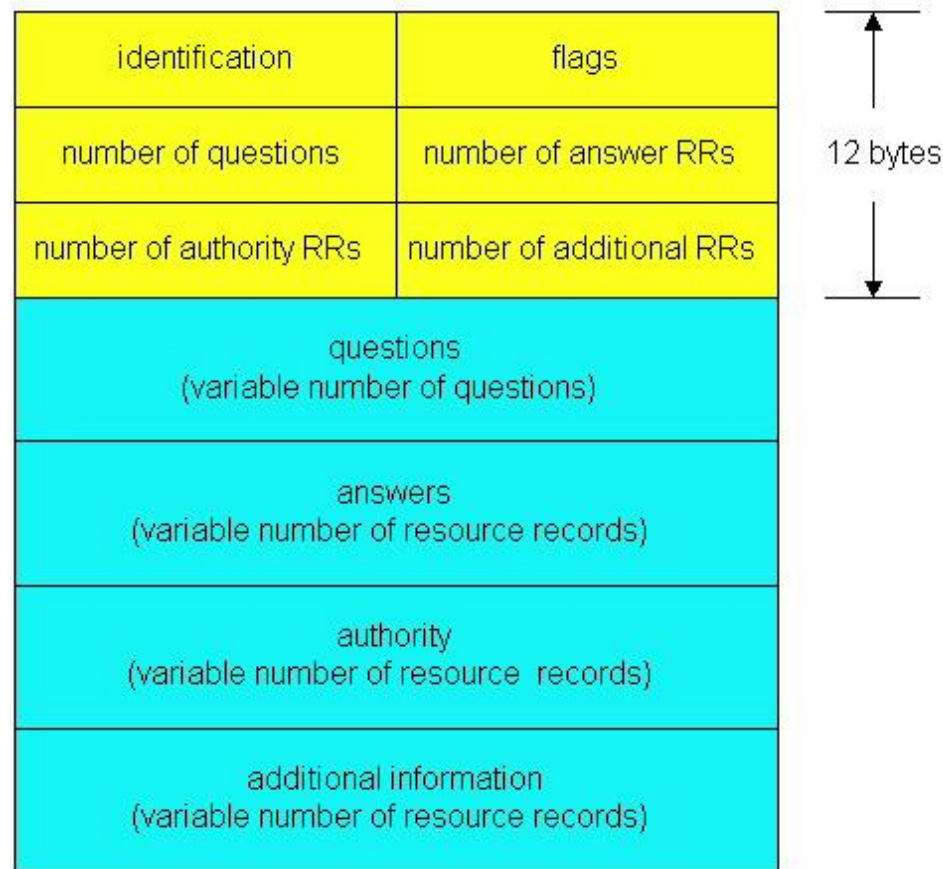 identification
flags
number of questions
number of answer RRs
12 bytes
number of authority RRs
number of additional RRs
questions
(variable number of questions)
answers
(variable number of resource records)
authority
(variable number of resource records)
additional information
(variable number of resource records)